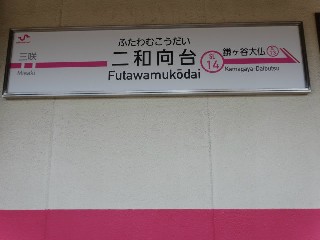 ふたわむこうだい
三咲
二和向台
SL
14
鎌ヶ谷大仏
Misaki
Futawamukōdai
Kamagaya-Daibutsu